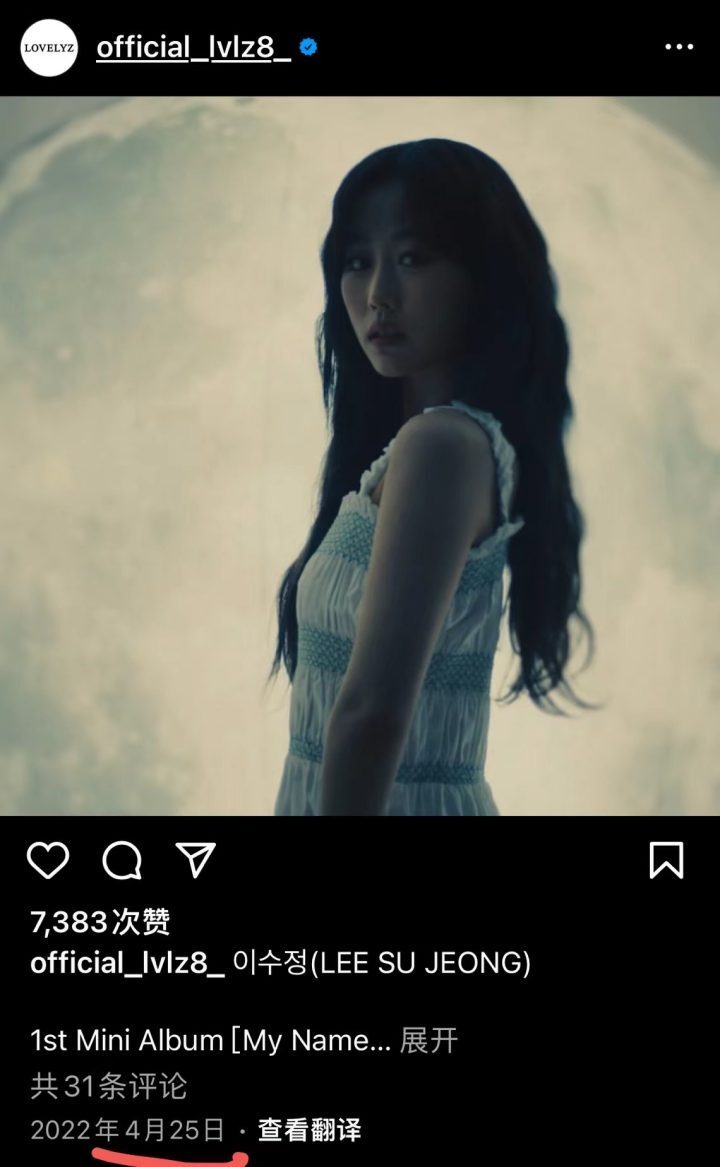 LOVELYZ
official_lvlz8_
7,383次赞
official_lvlz8_ 이수정(LEE SU JEONG)
1st Mini Album [My Name... 展开
共31条评论
2022年4月25日 · 查看翻译